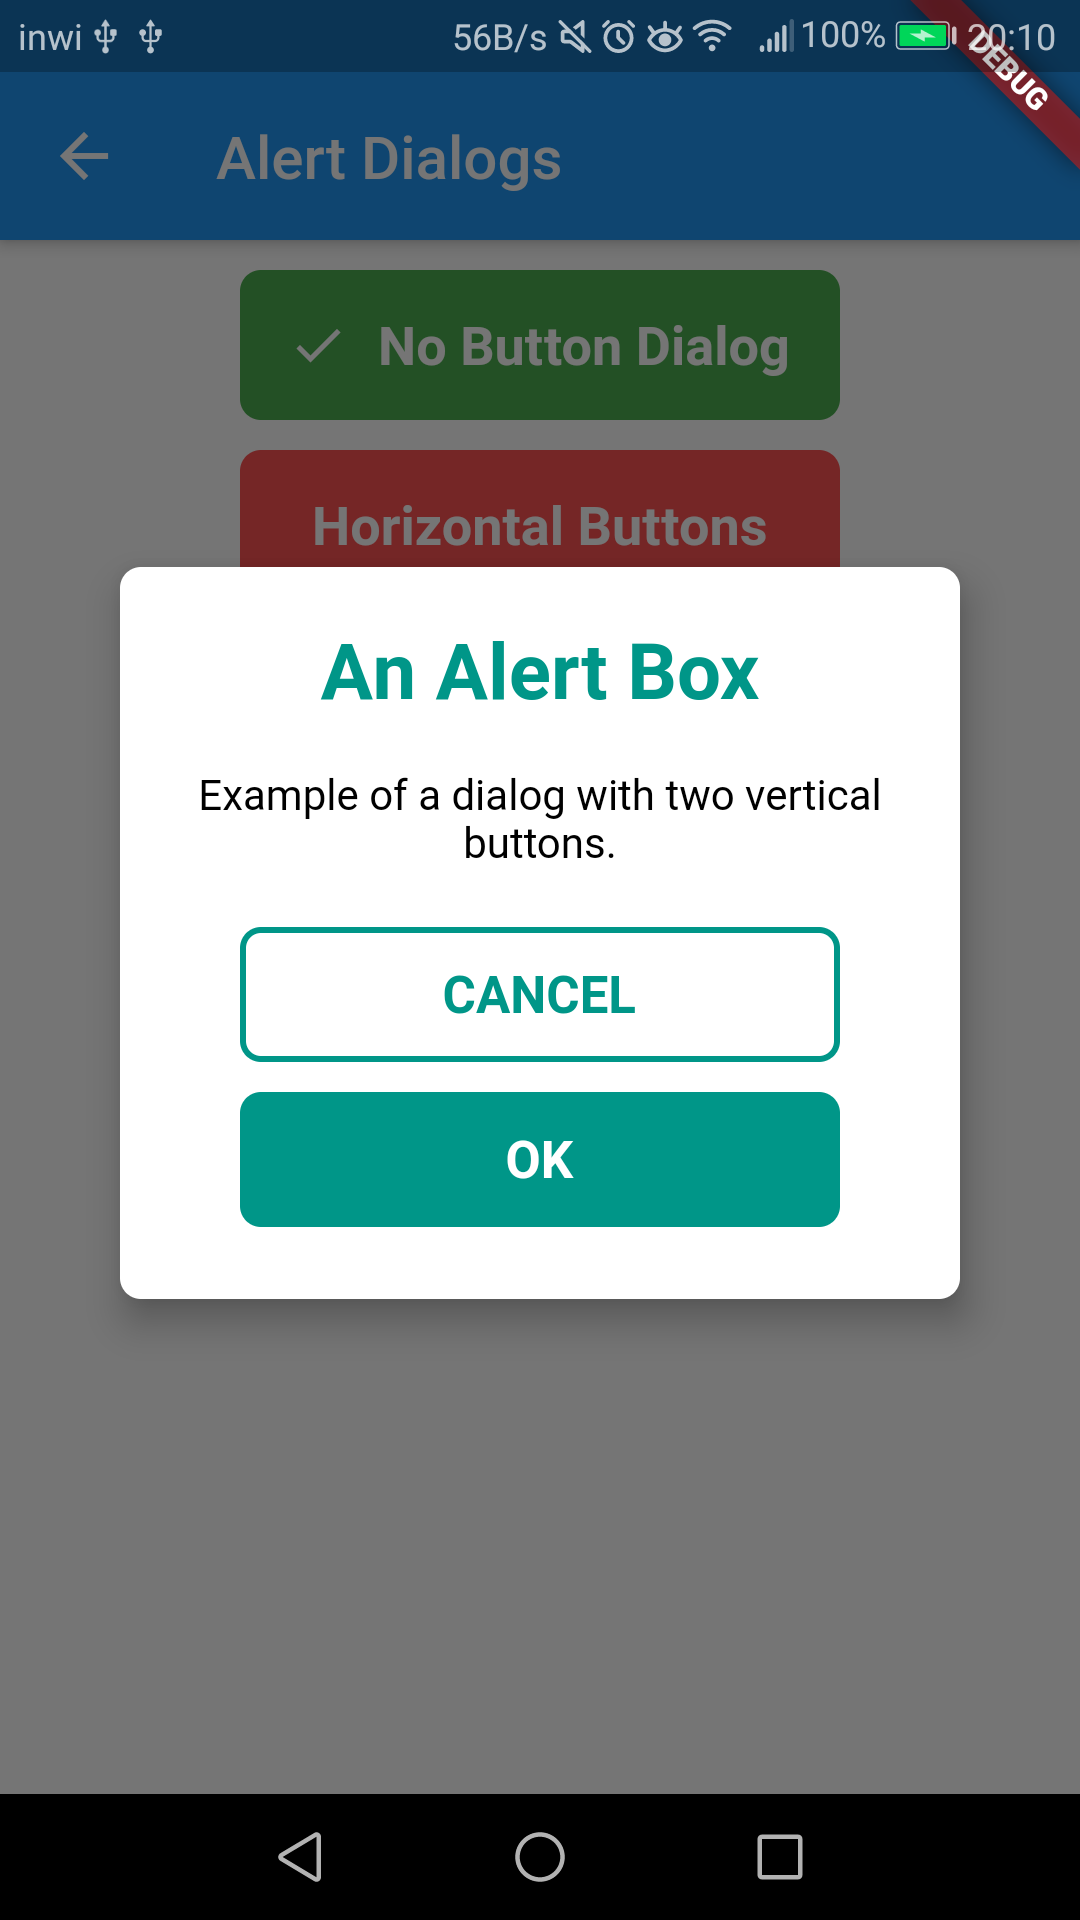 inwi 56B/s 100% 20:10
DEBUG
Alert Dialogs
No Button Dialog
Horizontal Buttons
An Alert Box
Example of a dialog with two vertical
buttons.
CANCEL
OK